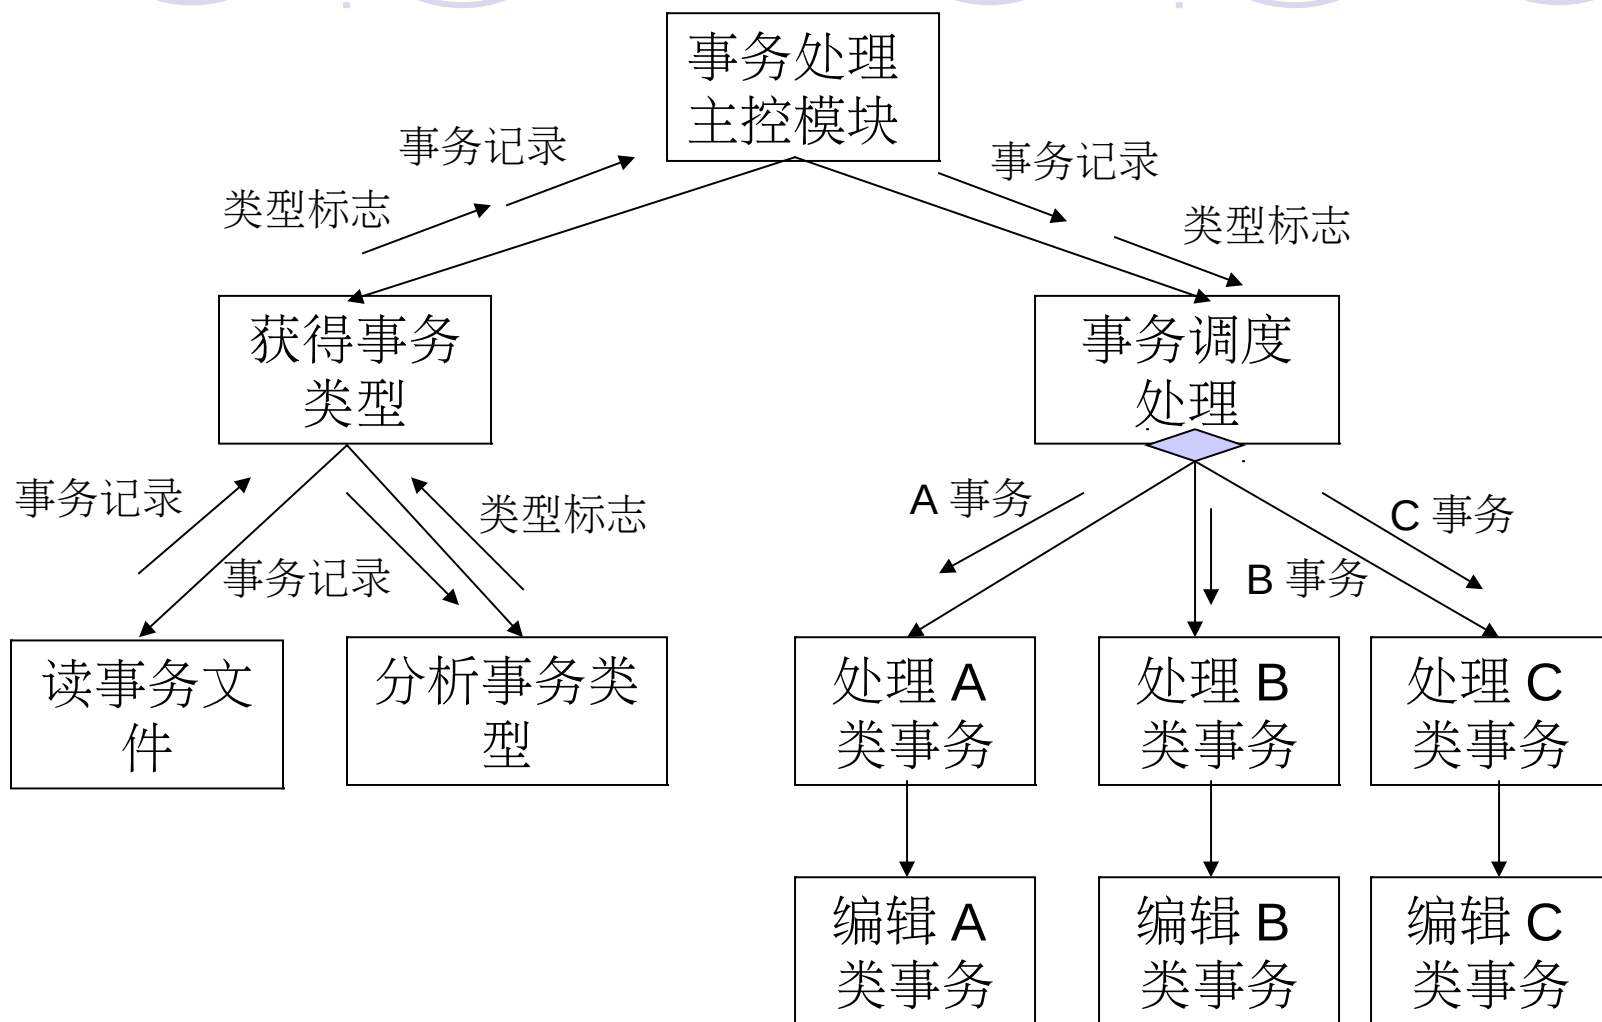 事务处理
主控模块
事务记录
事务记录
类型标志
类型标志
获得事务
类型
事务调度
处理
事务记录
类型标志
A 事务
C 事务
事务记录
B 事务
读事务文
件
分析事务类
型
处理 A
类事务
处理 B
类事务
处理 C
类事务
编辑 A
类事务
编辑 B
类事务
编辑 C
类事务